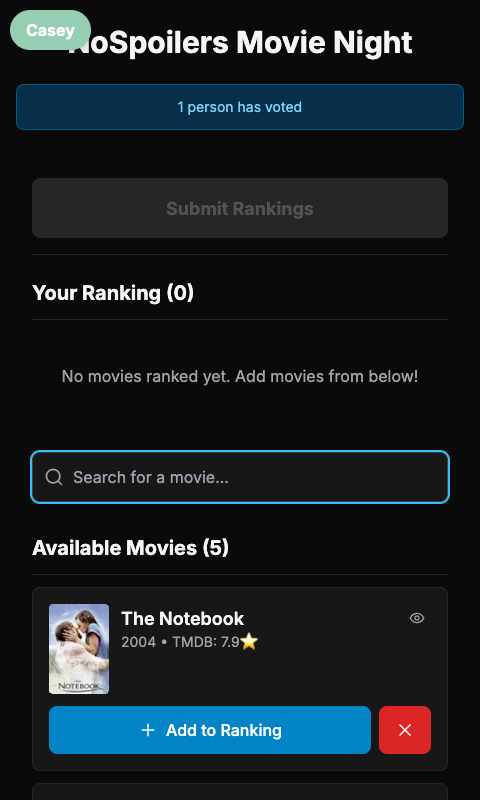 Casey
NoSpoilers Movie Night
1 person has voted
Submit Rankings
Your Ranking (0)
No movies ranked yet. Add movies from below!
Search for a movie...
Available Movies (5)
The Notebook
2004 • TMDB: 7.9⭐
THE NOTEBOOK
Add to Ranking